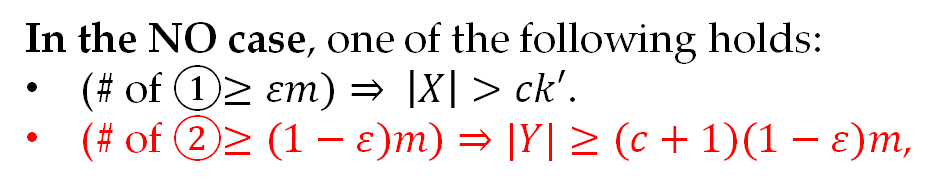 In the NO case, one of the following holds:
• (# of ①≥ εm) ⇒ |X| > ck′.
• (# of ②≥ (1 − ε)m) ⇒ |Y| ≥ (c + 1)(1 − ε)m,